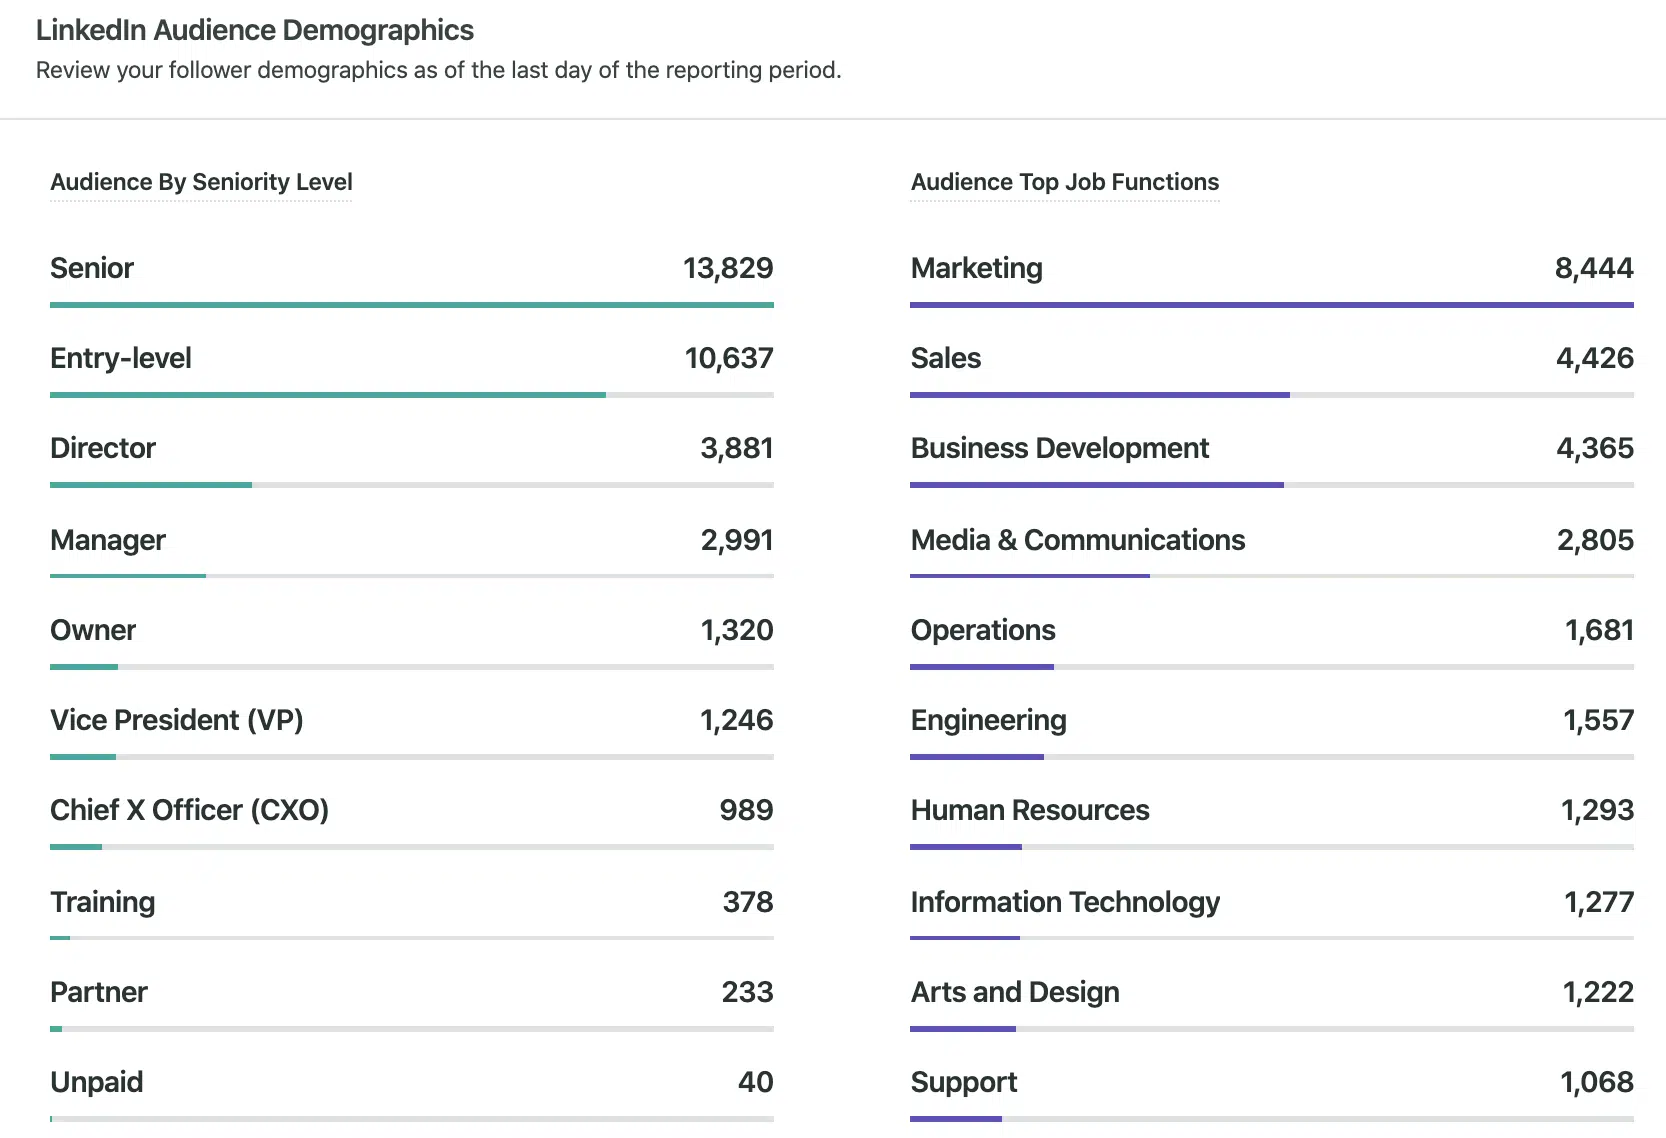 LinkedIn Audience Demographics
Review your follower demographics as of the last day of the reporting period.
Audience By Seniority Level
Senior 13,829
Entry-level 10,637
Director 3,881
Manager 2,991
Owner 1,320
Vice President (VP) 1,246
Chief X Officer (CXO) 989
Training 378
Partner 233
Unpaid 40
Audience Top Job Functions
Marketing 8,444
Sales 4,426
Business Development 4,365
Media & Communications 2,805
Operations 1,681
Engineering 1,557
Human Resources 1,293
Information Technology 1,277
Arts and Design 1,222
Support 1,068